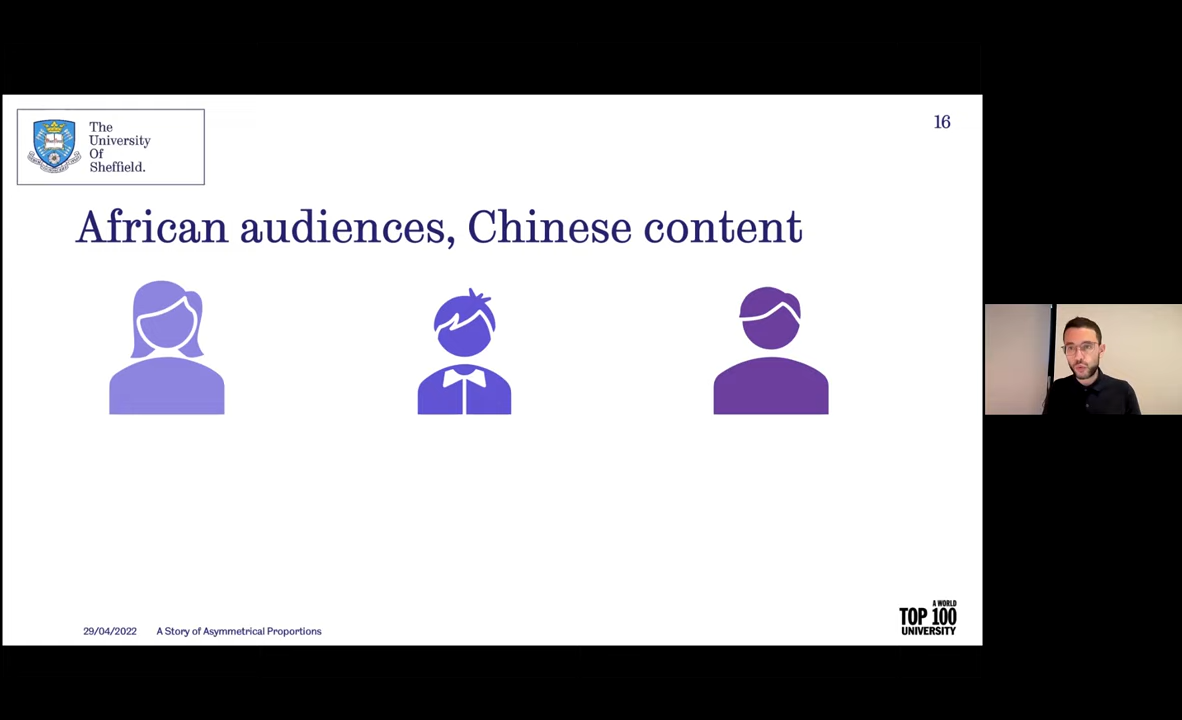 The
University
Of
Sheffield.
16
African audiences, Chinese content
29/04/2022 A Story of Asymmetrical Proportions
A WORLD
TOP 100
UNIVERSITY